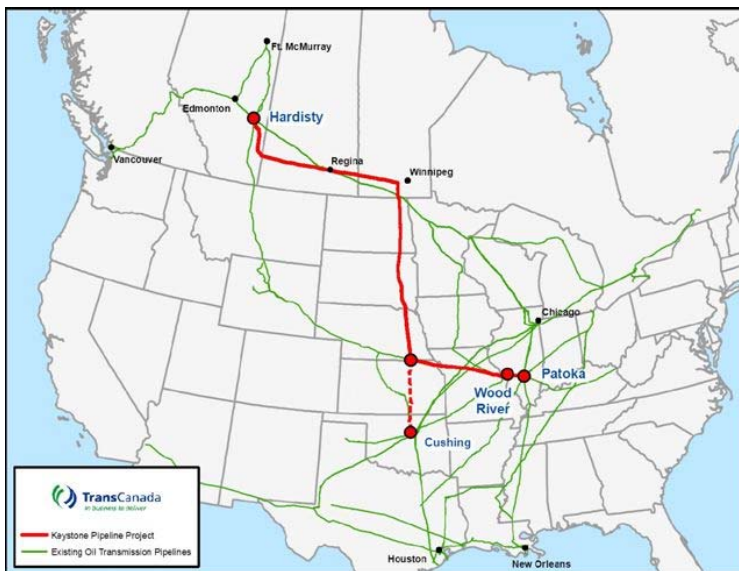 Ft. McMurray
Edmonton
Hardisty
Vancouver
Regina
Winnipeg
Chicago
Patoka
Wood
River
Cushing
Houston
New Orleans
TransCanada
In business to deliver
Keystone Pipeline Project
Existing Oil Transmission Pipelines